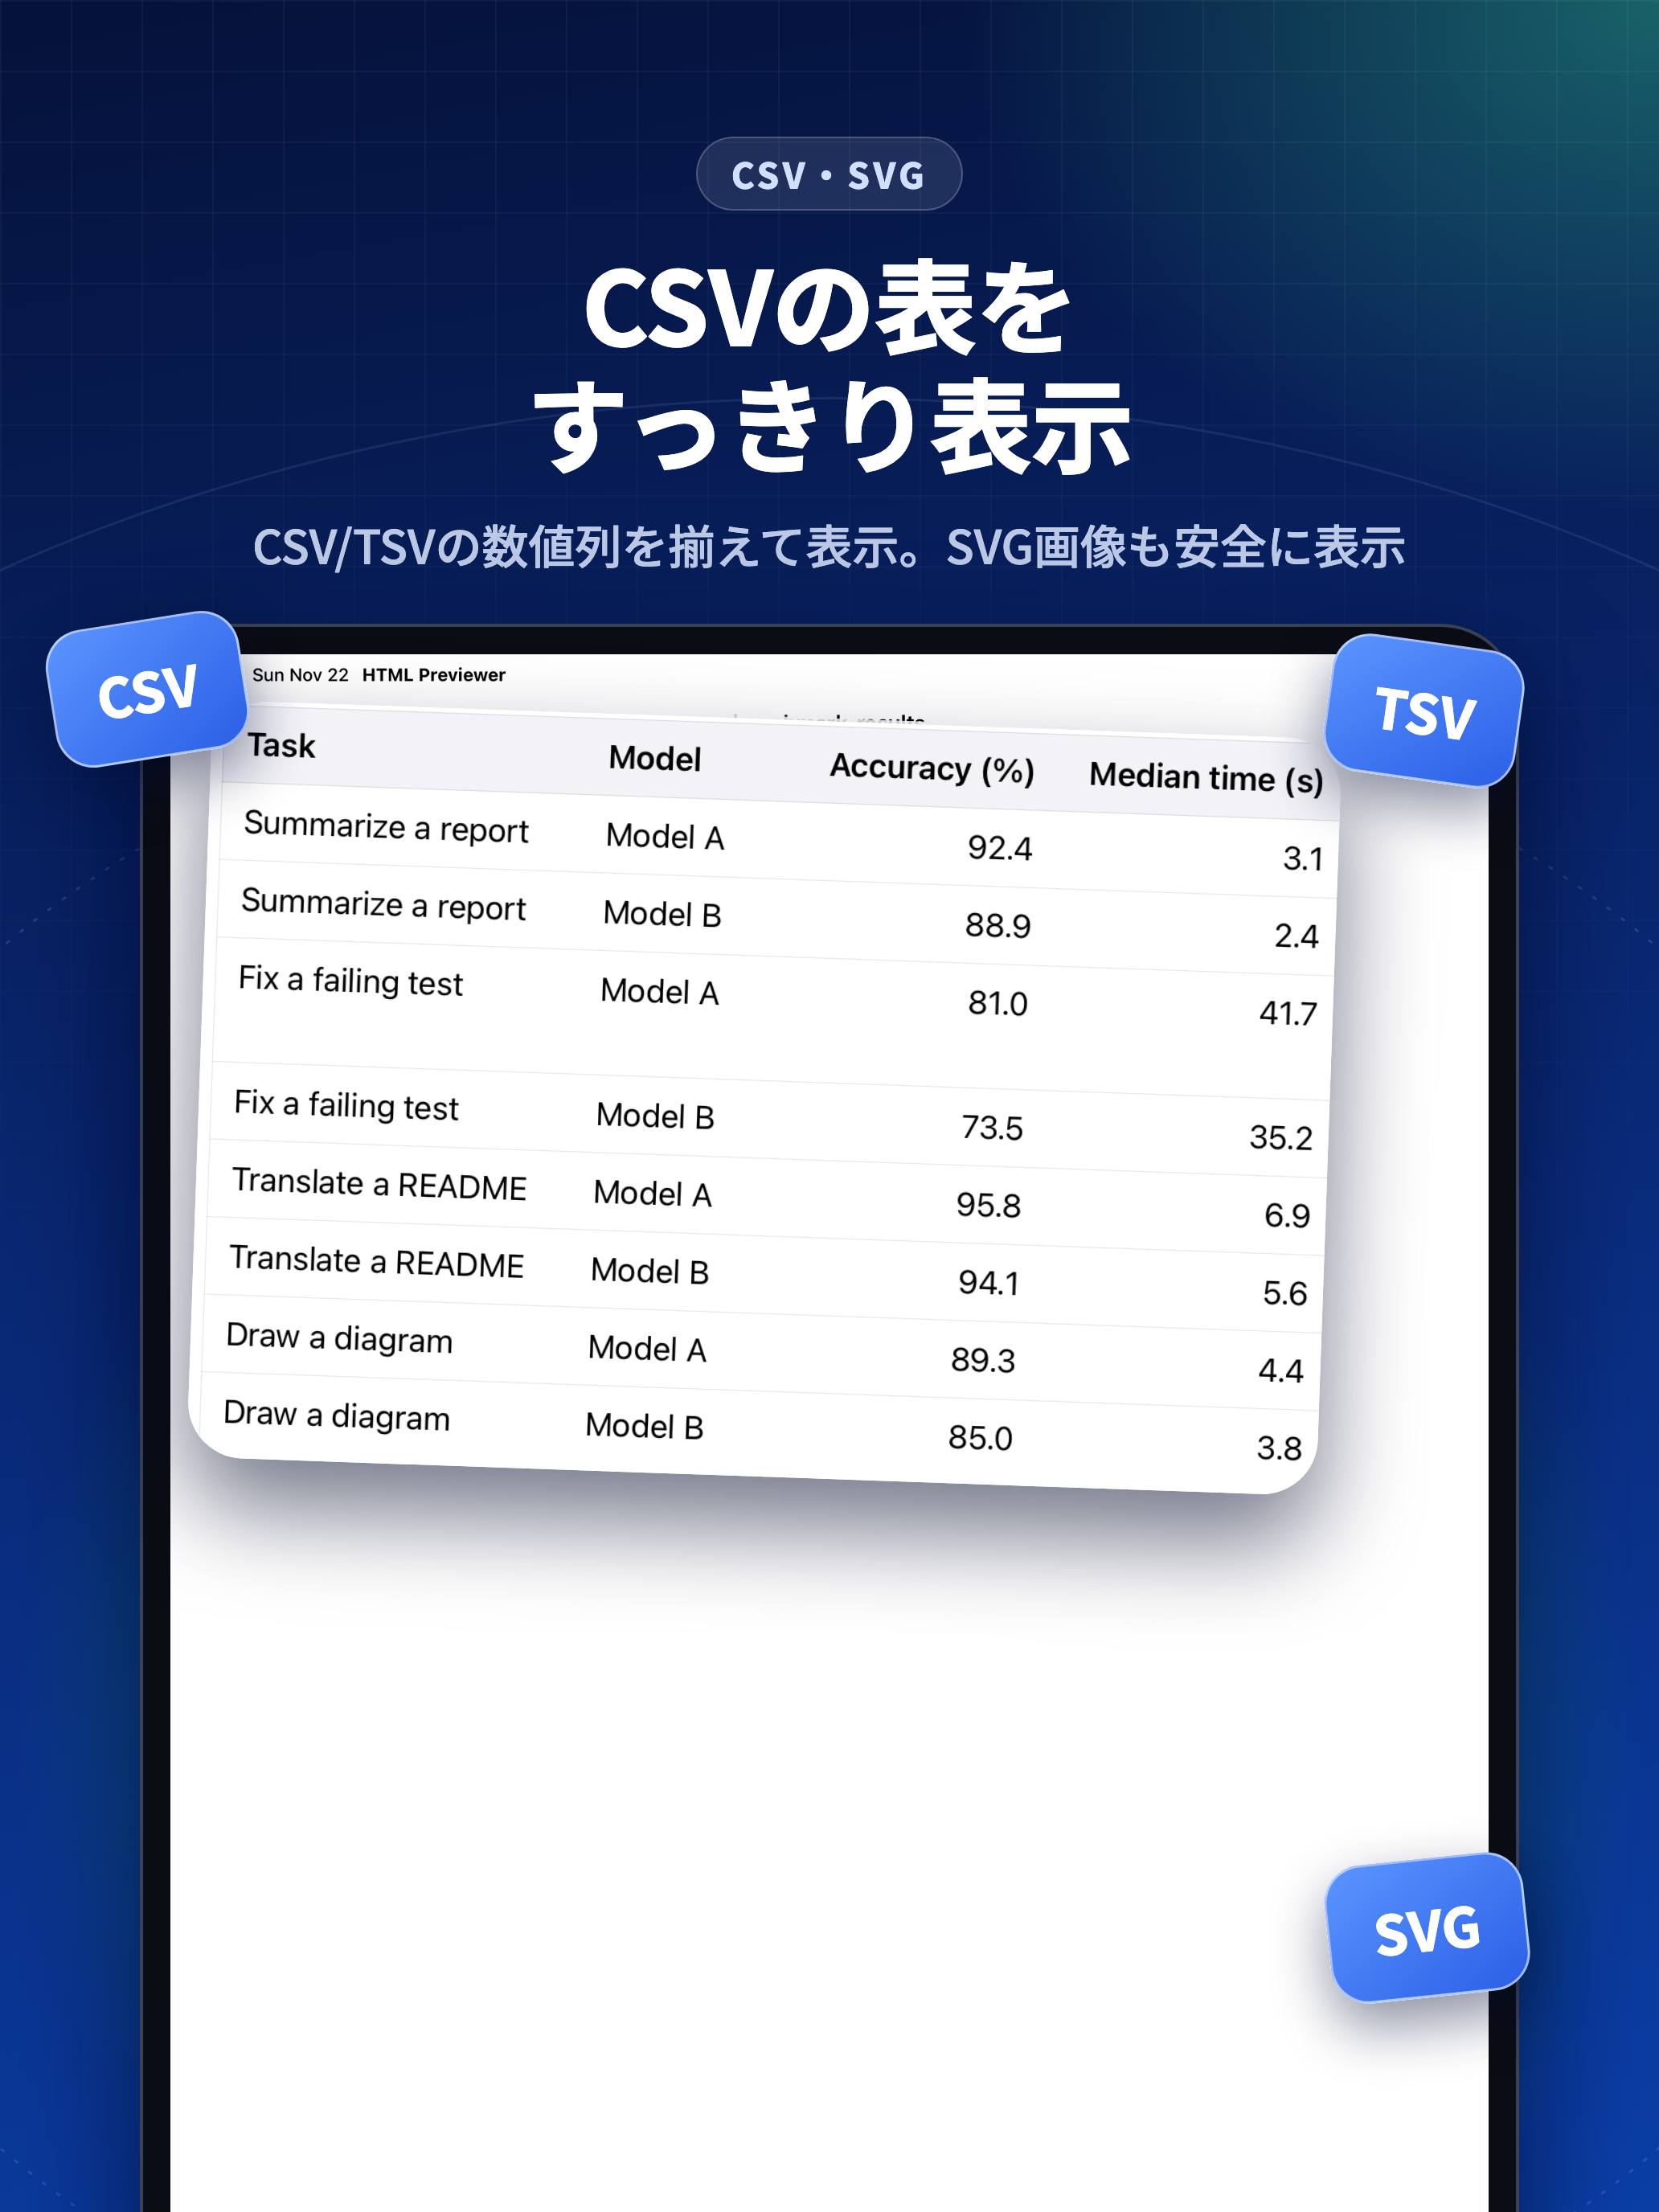 CSV・SVG
CSVの表を
すっきり表示
CSV/TSVの数値列を揃えて表示。SVG画像も安全に表示
CSV
TSV
Sun Nov 22 HTML Previewer
Task Model Accuracy (%) Median time (s)
Summarize a report Model A 92.4 3.1
Summarize a report Model B 88.9 2.4
Fix a failing test Model A 81.0 41.7
Fix a failing test Model B 73.5 35.2
Translate a README Model A 95.8 6.9
Translate a README Model B 94.1 5.6
Draw a diagram Model A 89.3 4.4
Draw a diagram Model B 85.0 3.8
SVG